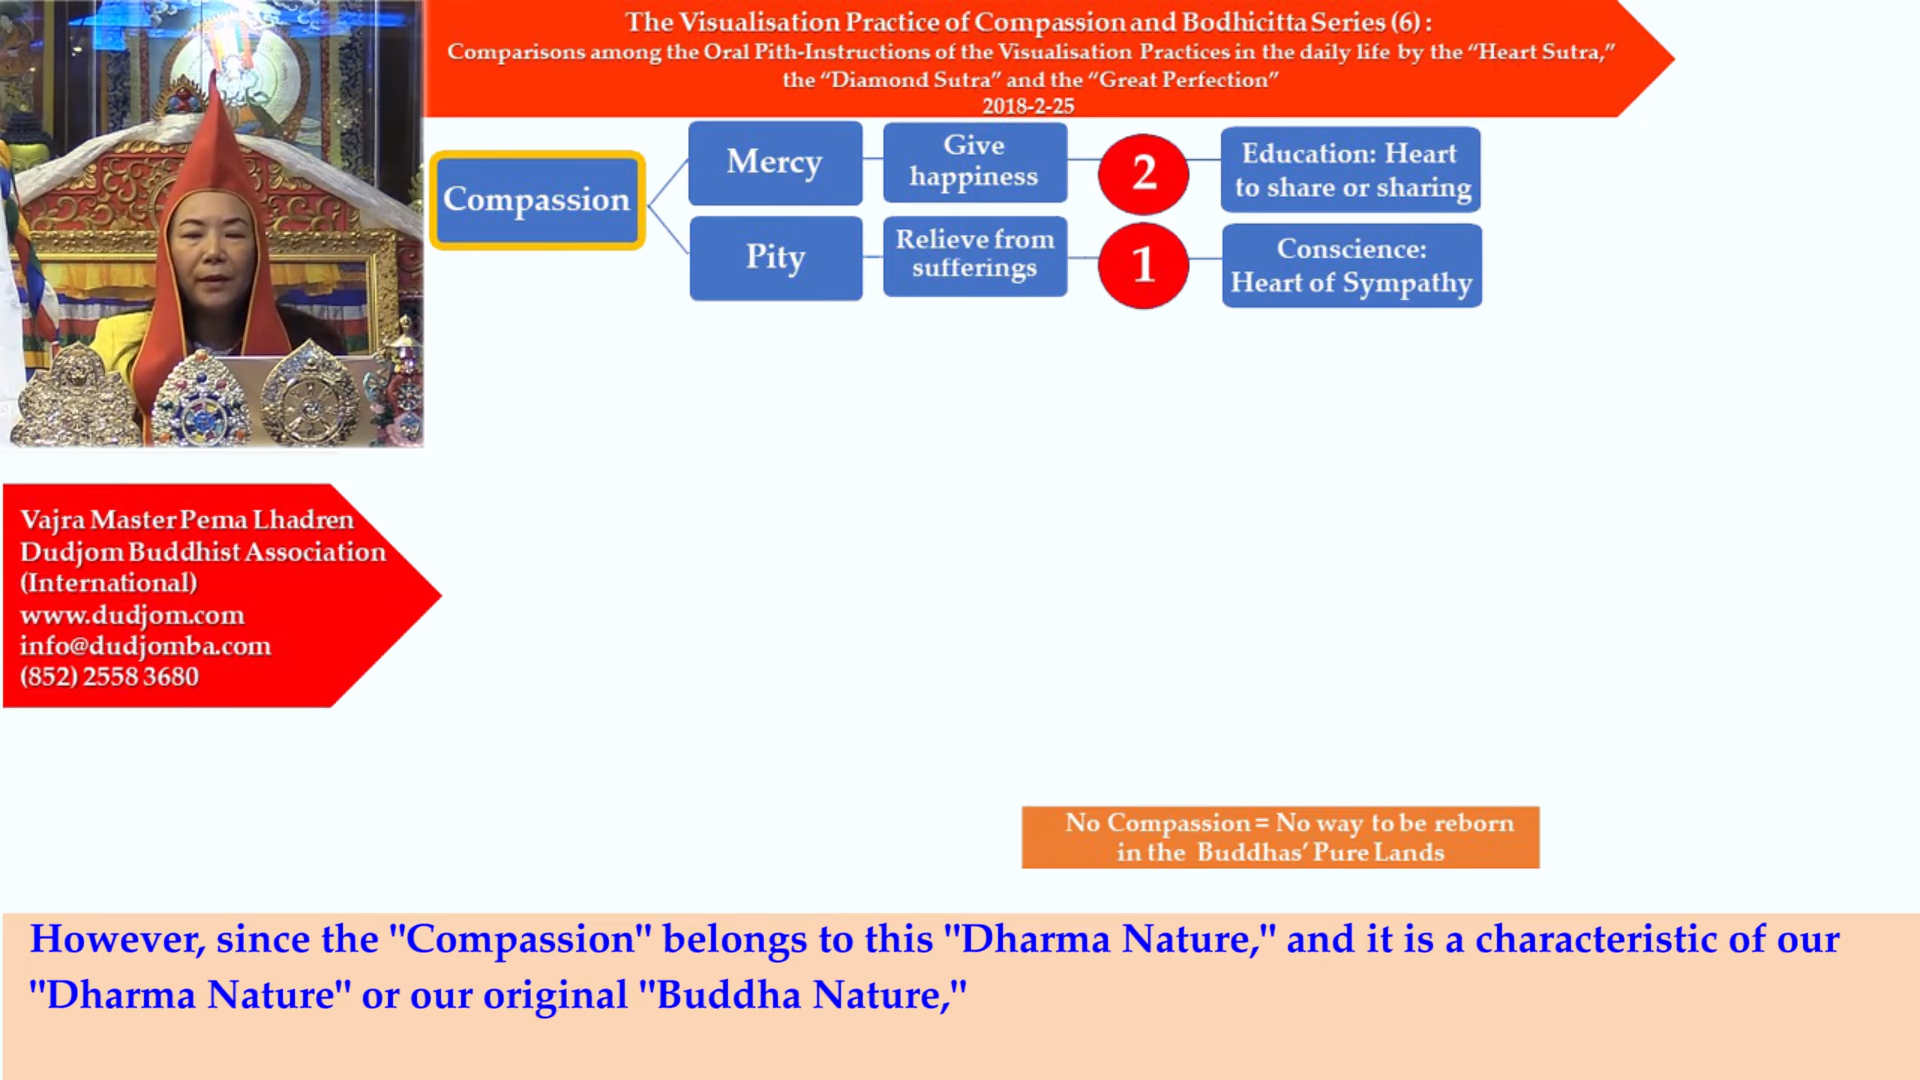 The Visualisation Practice of Compassion and Bodhicitta Series (6) :
Comparisons among the Oral Pith-Instructions of the Visualisation Practices in the daily life by the “Heart Sutra,”
the “Diamond Sutra” and the “Great Perfection”
2018-2-25
Compassion
Mercy
Give
happiness
2
Education: Heart
to share or sharing
Pity
Relieve from
sufferings
1
Conscience:
Heart of Sympathy
Vajra Master Pema Lhadren
Dudjom Buddhist Association
(International)
www.dudjom.com
info@dudjomba.com
(852) 2558 3680
No Compassion = No way to be reborn
in the Buddhas’ Pure Lands
However, since the "Compassion" belongs to this "Dharma Nature," and it is a characteristic of our
"Dharma Nature" or our original "Buddha Nature,"